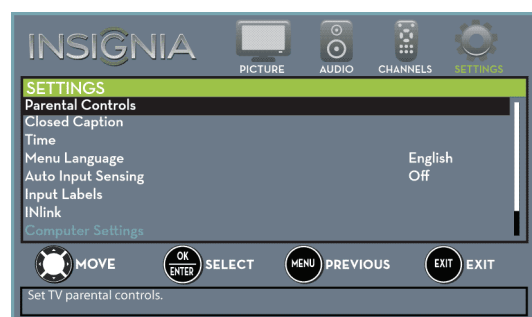 INSIGNIA
PICTURE AUDIO CHANNELS SETTINGS
SETTINGS
Parental Controls
Closed Caption
Time
Menu Language English
Auto Input Sensing Off
Input Labels
INlink
Computer Settings
MOVE OK ENTER SELECT MENU PREVIOUS EXIT EXIT
Set TV parental controls.